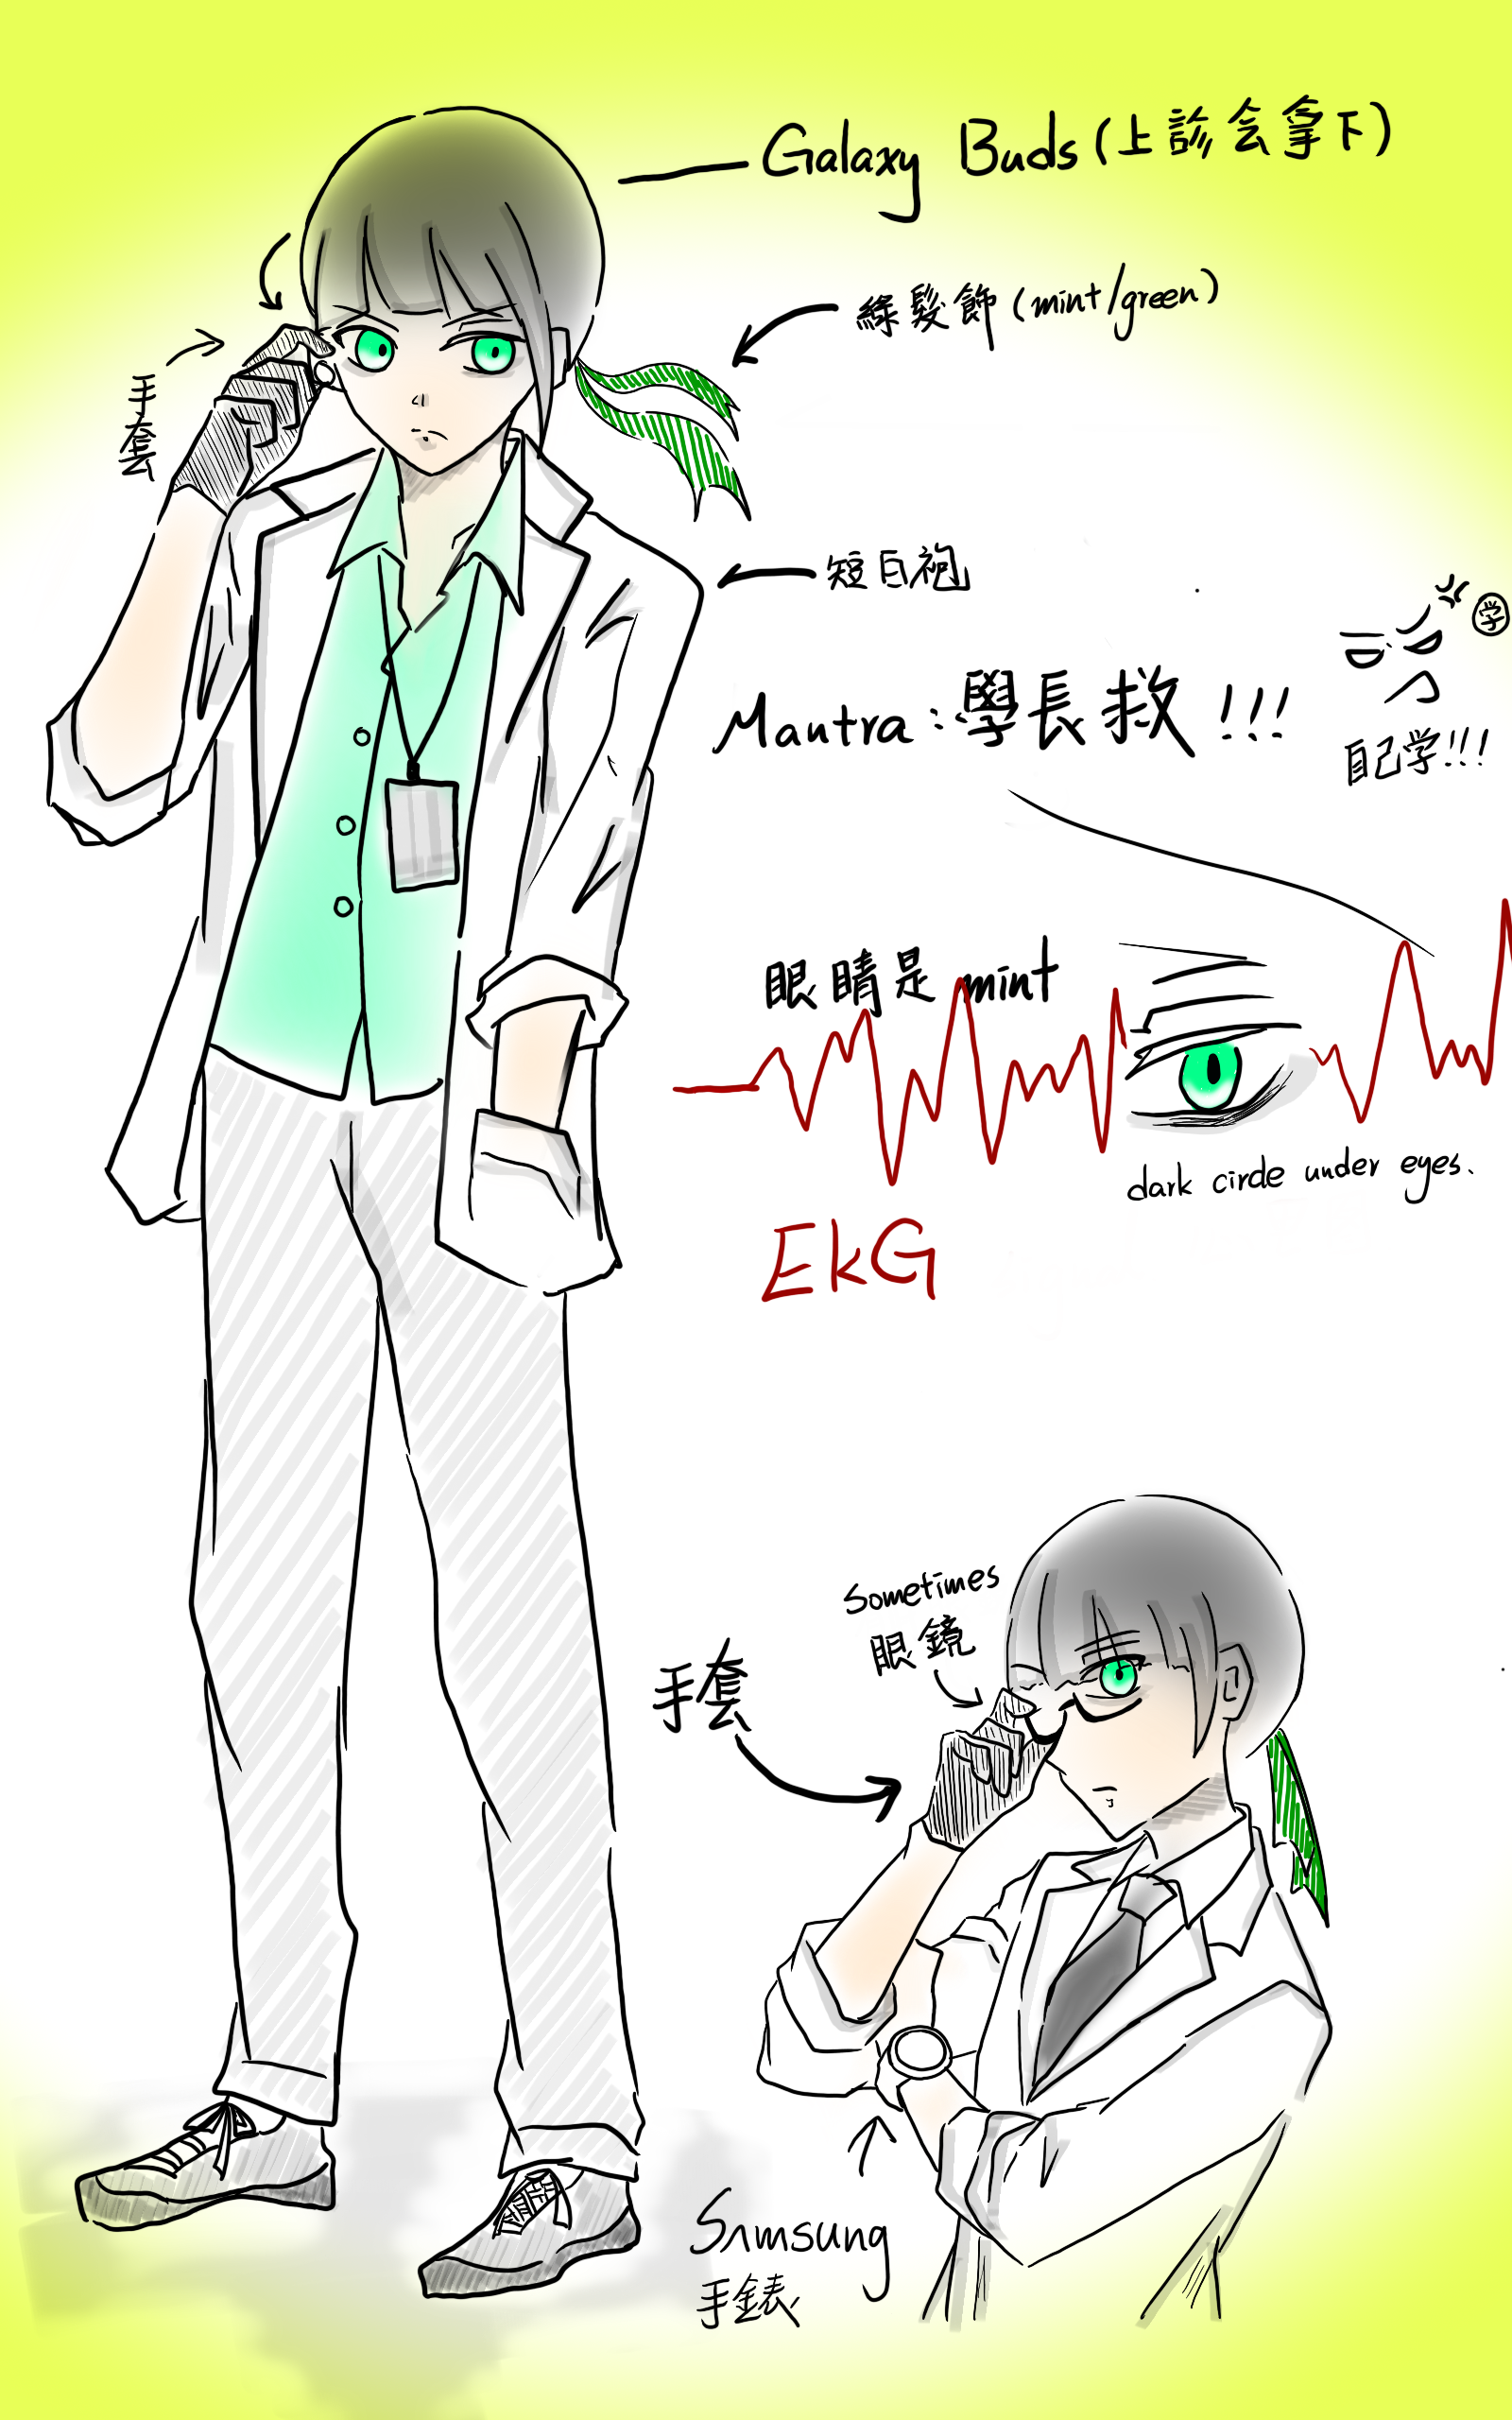 Galaxy Buds (上診会拿下)
綠髮飾 (mint/green)
手套
短白袍
学
Mantra:學長救!!!
自己学!!!
眼睛是 mint
dark circle under eyes.
EKG
Sometimes
眼鏡
手套
Samsung
手錶